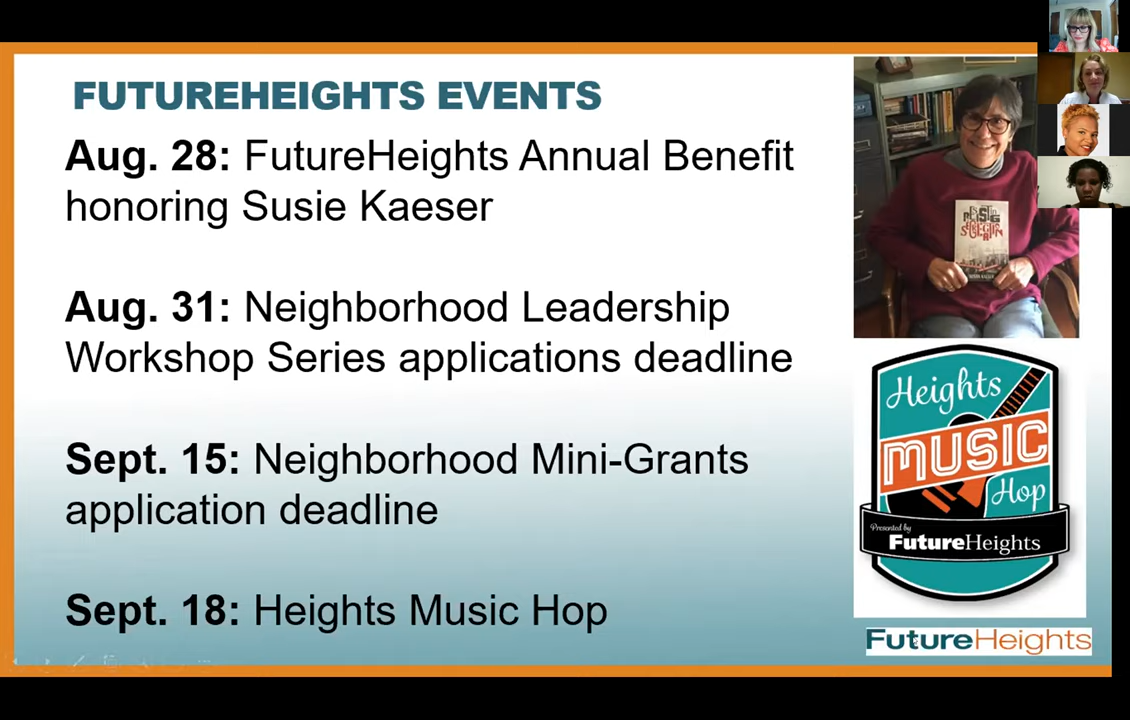 FUTUREHEIGHTS EVENTS
Aug. 28: FutureHeights Annual Benefit
honoring Susie Kaeser
Aug. 31: Neighborhood Leadership
Workshop Series applications deadline
Sept. 15: Neighborhood Mini-Grants
application deadline
Sept. 18: Heights Music Hop
Heights
MUSIC
Hop
Presented by
FutureHeights
FutureHeights